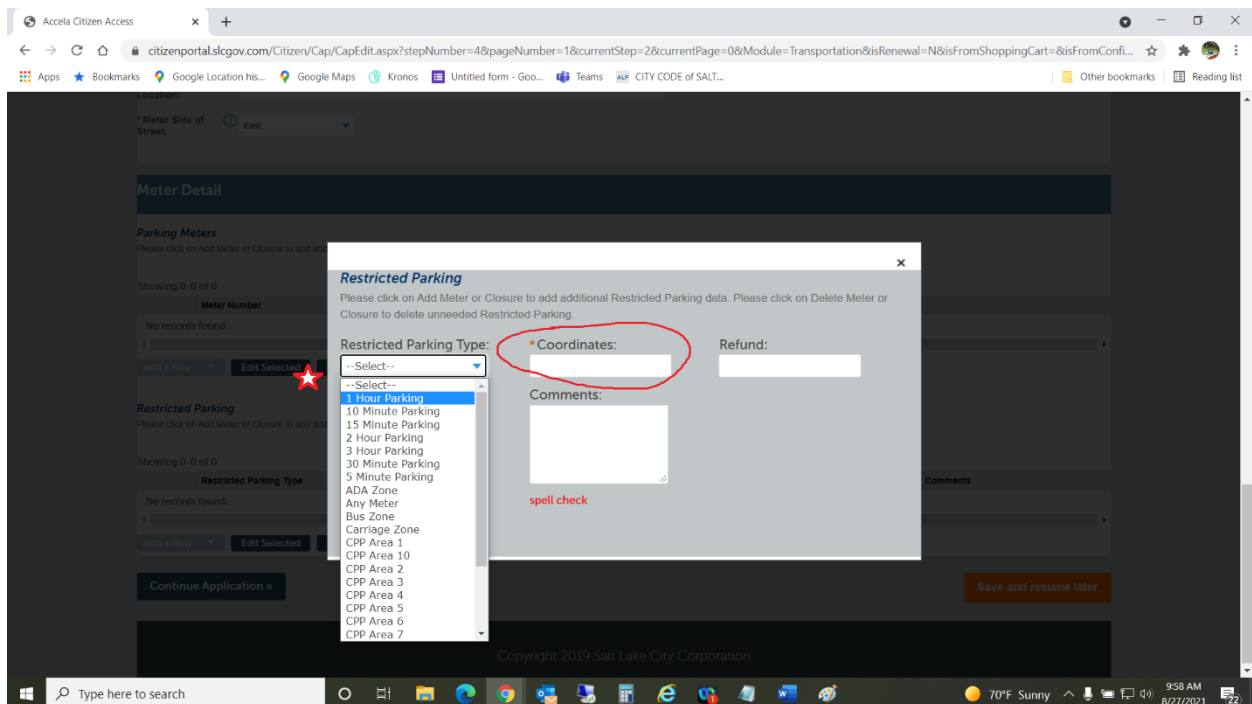 Accela Citizen Access
citizenportal.slcgov.com/Citizen/Cap/CapEdit.aspx?stepNumber=4&pageNumber=1&currentStep=2&currentPage=0&Module=Transportation&isRenewal=N&isFromShoppingCart=&isFromConfi...
Apps Bookmarks Google Location his... Google Maps Kronos Untitled form - Goo... Teams ALP CITY CODE of SALT... Other bookmarks Reading list
Location:
*Meter Side of Street: East
Meter Detail
Parking Meters
Please click on Add Meter or Closure to add
Showing 0-0 of 0
Meter Number
No records found.
Add a Row Edit Selected
Restricted Parking
Please click on Add Meter or Closure to add
Showing 0-0 of 0
Restricted Parking Type Comments
No records found.
Add a Row Edit Selected
Continue Application » Save and resume later
Copyright 2019 Salt Lake City Corporation
×
Restricted Parking
Please click on Add Meter or Closure to add additional Restricted Parking data. Please click on Delete Meter or
Closure to delete unneeded Restricted Parking.
Restricted Parking Type: *Coordinates: Refund:
--Select--
Comments:
spell check
--Select--
1 Hour Parking
10 Minute Parking
15 Minute Parking
2 Hour Parking
3 Hour Parking
30 Minute Parking
5 Minute Parking
ADA Zone
Any Meter
Bus Zone
Carriage Zone
CPP Area 1
CPP Area 10
CPP Area 2
CPP Area 3
CPP Area 4
CPP Area 5
CPP Area 6
CPP Area 7
Type here to search
70°F Sunny
9:58 AM
8/27/2021
22